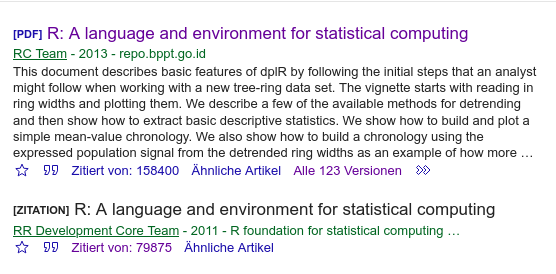 [PDF] R: A language and environment for statistical computing
RC Team - 2013 - repo.bppt.go.id
This document describes basic features of dplR by following the initial steps that an analyst
might follow when working with a new tree-ring data set. The vignette starts with reading in
ring widths and plotting them. We describe a few of the available methods for detrending
and then show how to extract basic descriptive statistics. We show how to build and plot a
simple mean-value chronology. We also show how to build a chronology using the
expressed population signal from the detrended ring widths as an example of how more …
Zitiert von: 158400 Ähnliche Artikel Alle 123 Versionen
[ZITATION] R: A language and environment for statistical computing
RR Development Core Team - 2011 - R foundation for statistical computing …
Zitiert von: 79875 Ähnliche Artikel